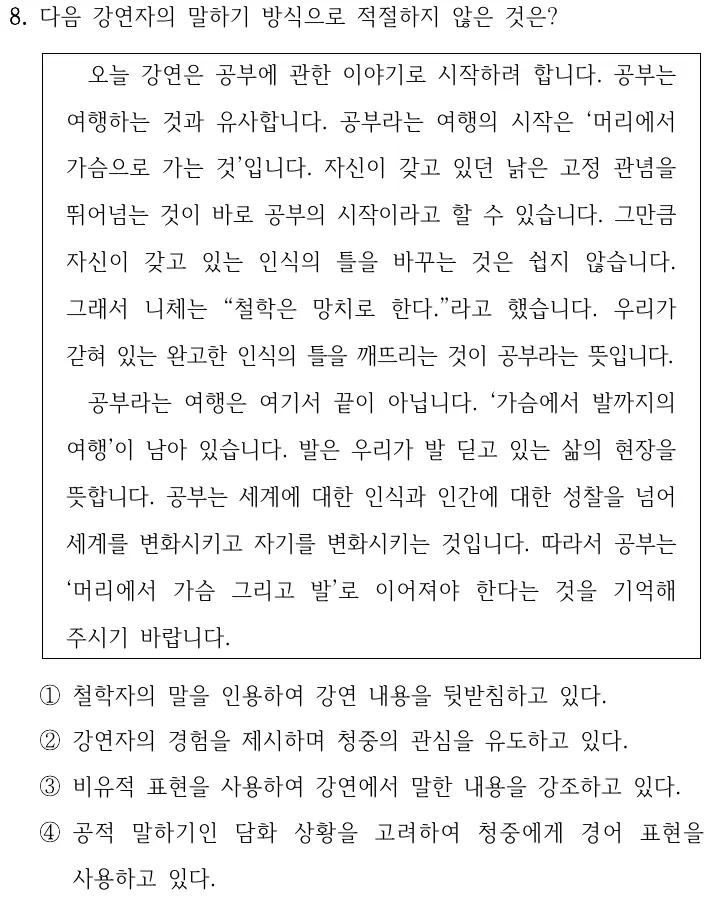 8. 다음 강연자의 말하기 방식으로 적절하지 않은 것은?
오늘 강연은 공부에 관한 이야기로 시작하려 합니다. 공부는
여행하는 것과 유사합니다. 공부라는 여행의 시작은 ‘머리에서
가슴으로 가는 것’입니다. 자신이 갖고 있던 낡은 고정 관념을
뛰어넘는 것이 바로 공부의 시작이라고 할 수 있습니다. 그만큼
자신이 갖고 있는 인식의 틀을 바꾸는 것은 쉽지 않습니다.
그래서 니체는 “철학은 망치로 한다.”라고 했습니다. 우리가
갇혀 있는 완고한 인식의 틀을 깨뜨리는 것이 공부라는 뜻입니다.
공부라는 여행은 여기서 끝이 아닙니다. ‘가슴에서 발까지의
여행’이 남아 있습니다. 발은 우리가 발 딛고 있는 삶의 현장을
뜻합니다. 공부는 세계에 대한 인식과 인간에 대한 성찰을 넘어
세계를 변화시키고 자기를 변화시키는 것입니다. 따라서 공부는
‘머리에서 가슴 그리고 발’로 이어져야 한다는 것을 기억해
주시기 바랍니다.
① 철학자의 말을 인용하여 강연 내용을 뒷받침하고 있다.
② 강연자의 경험을 제시하며 청중의 관심을 유도하고 있다.
③ 비유적 표현을 사용하여 강연에서 말한 내용을 강조하고 있다.
④ 공적 말하기인 담화 상황을 고려하여 청중에게 경어 표현을
사용하고 있다.